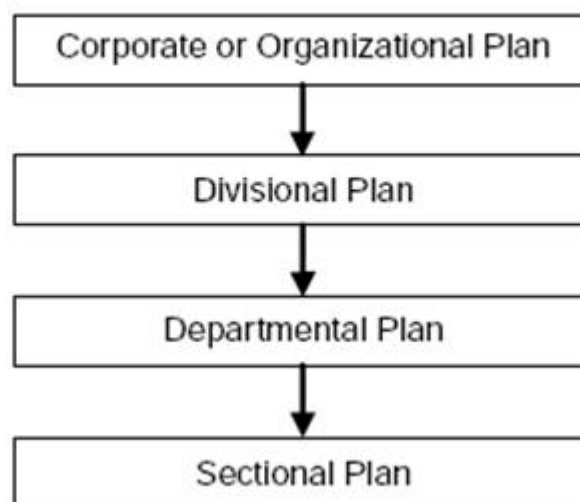 Corporate or Organizational Plan
Divisional Plan
Departmental Plan
Sectional Plan